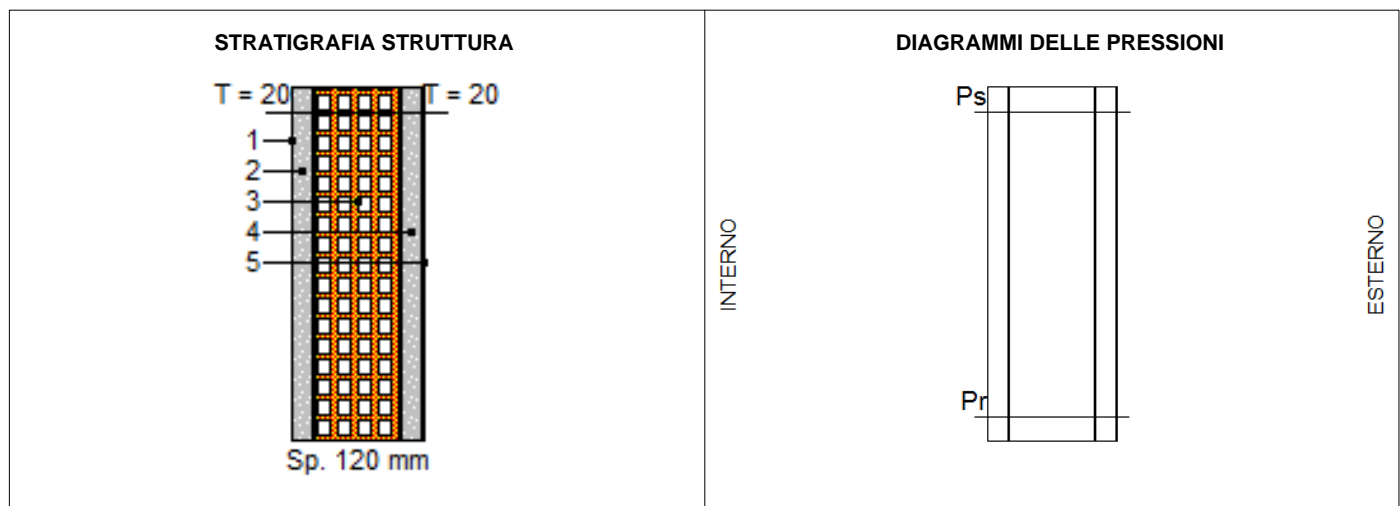 STRATIGRAFIA STRUTTURA
T = 20 T = 20
1
2
3
4
5
Sp. 120 mm
DIAGRAMMI DELLE PRESSIONI
Ps
Pr
INTERNO
ESTERNO